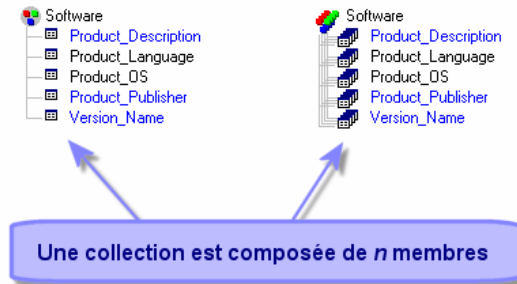 Software
Product_Description
Product_Language
Product_OS
Product_Publisher
Version_Name
Software
Product_Description
Product_Language
Product_OS
Product_Publisher
Version_Name
Une collection est composée de n membres